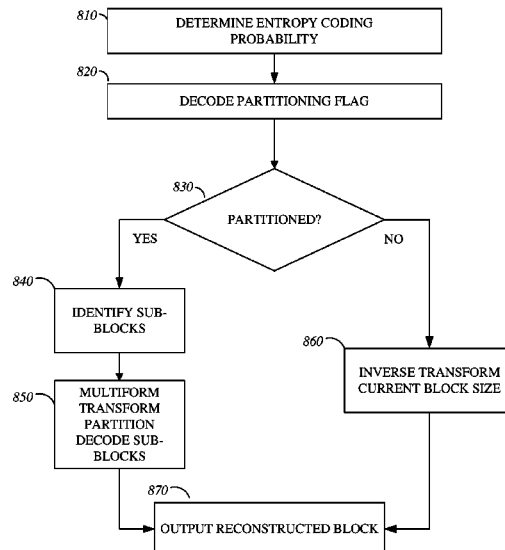 810
DETERMINE ENTROPY CODING
PROBABILITY
820
DECODE PARTITIONING FLAG
830
PARTITIONED?
YES
NO
840
IDENTIFY SUB-
BLOCKS
850
MULTIFORM
TRANSFORM
PARTITION
DECODE SUB-
BLOCKS
860
INVERSE TRANSFORM
CURRENT BLOCK SIZE
870
OUTPUT RECONSTRUCTED BLOCK